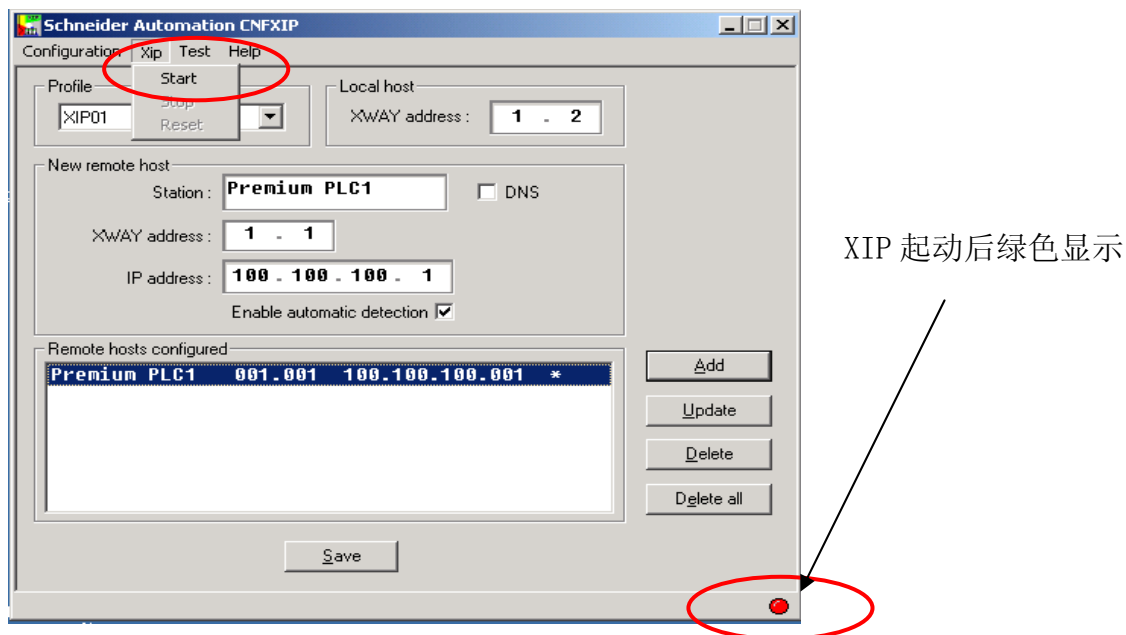 Schneider Automation CNFXIP
Configuration Xip Test Help
Start
Stop
Reset
Profile
XIP01
Local host
XWAY address : 1 . 2
New remote host
Station : Premium PLC1
DNS
XWAY address : 1 . 1
IP address : 100 . 100 . 100 . 1
Enable automatic detection
Remote hosts configured
Premium PLC1 001.001 100.100.100.001 *
Add
Update
Delete
Delete all
Save
XIP 起动后绿色显示